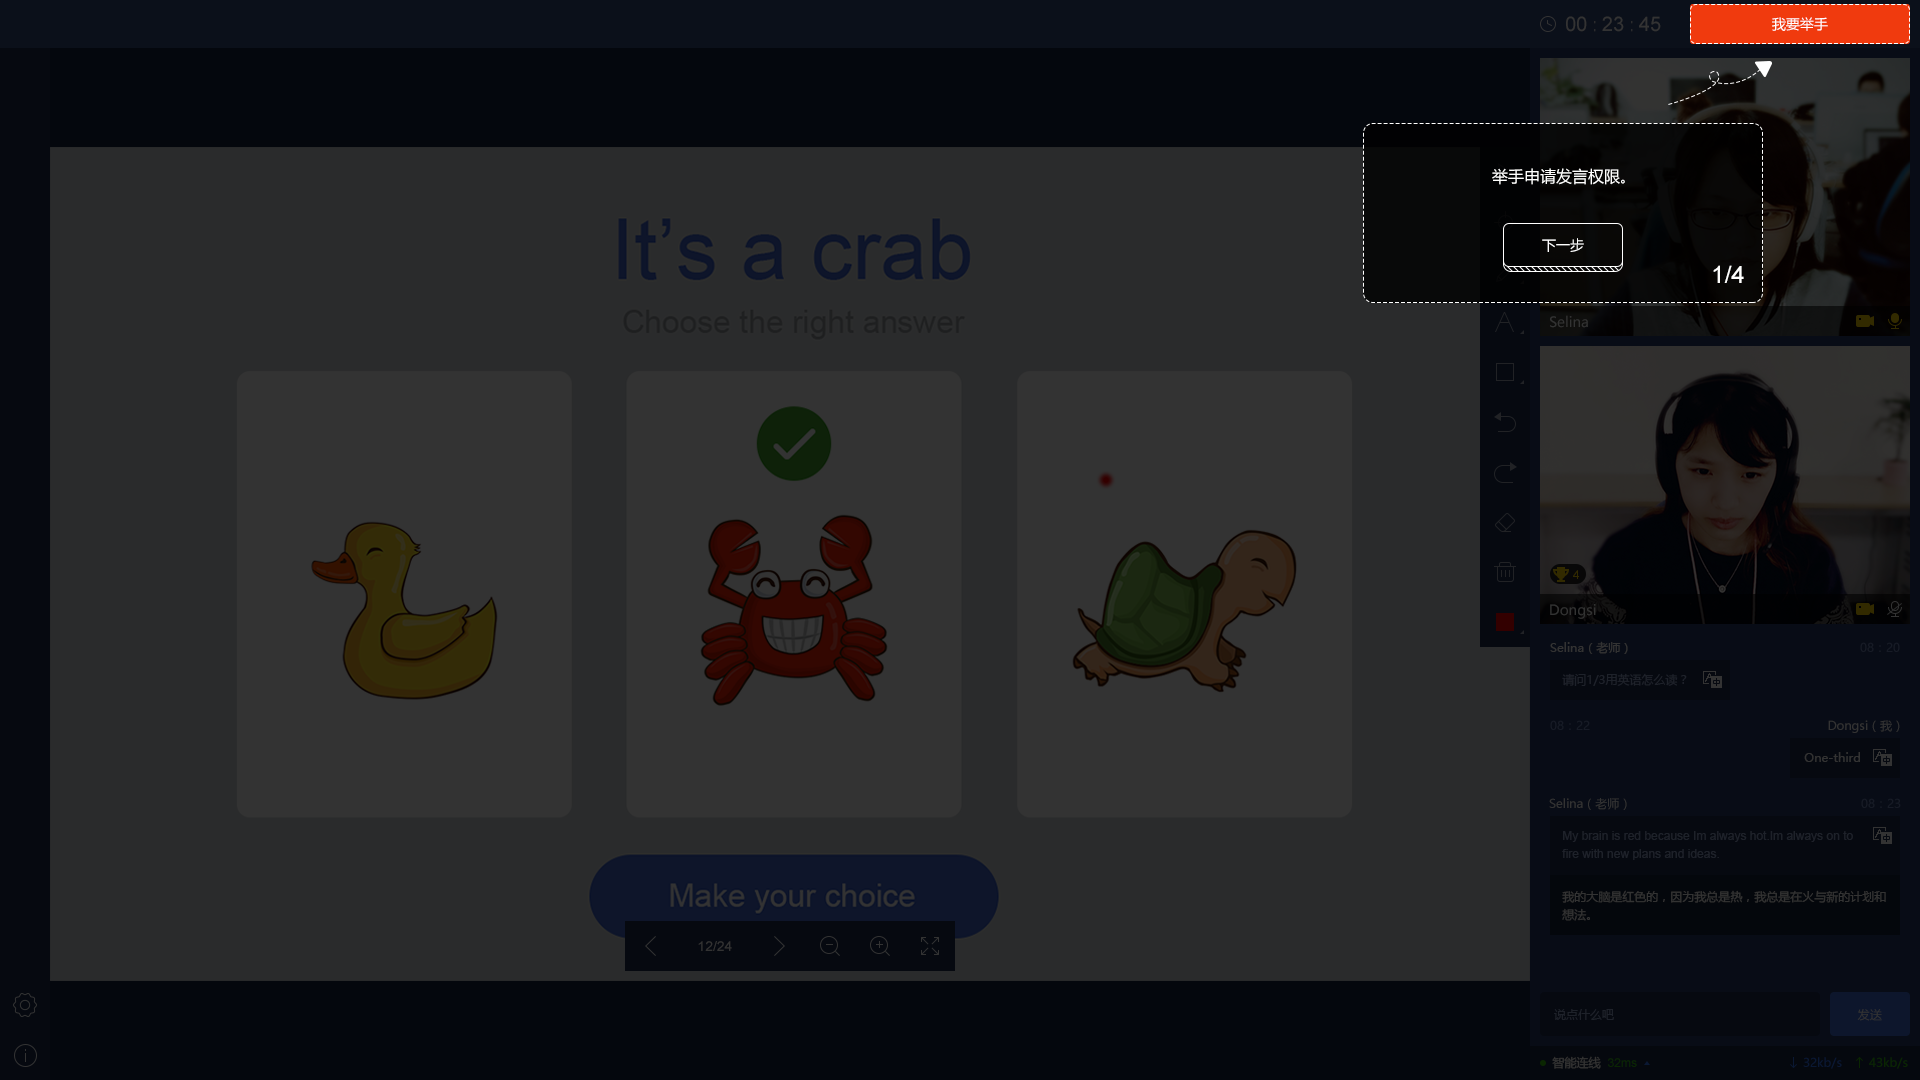 00 : 23 : 45
我要举手
举手申请发言权限。
下一步
1/4
It’s a crab
Choose the right answer
Make your choice
12/24
A
Selina
4
Dongsi
Selina ( 老师 )
08 : 20
请问1/3用英语怎么读？
08 : 22
Dongsi ( 我 )
One-third
Selina ( 老师 )
08 : 23
My brain is red because Im always hot.Im always on to
fire with new plans and ideas.
我的大脑是红色的，因为我总是热，我总是在火与新的计划和
想法。
说点什么吧
发送
智能连线 32ms
↓ 32kb/s ↑ 43kb/s